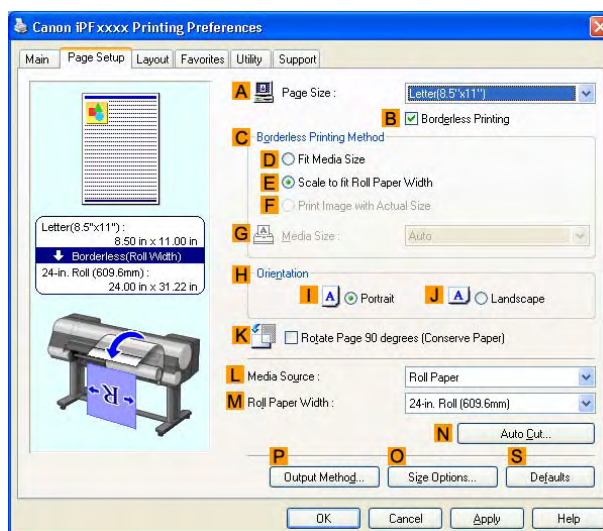 Canon iPFxxxx Printing Preferences
Main Page Setup Layout Favorites Utility Support
A Page Size : Letter(8.5"x11")
B Borderless Printing
C Borderless Printing Method
D Fit Media Size
E Scale to fit Roll Paper Width
F Print Image with Actual Size
G Media Size : Auto
Letter(8.5"x11") :
8.50 in x 11.00 in
Borderless(Roll Width)
24-in. Roll (609.6mm) :
24.00 in x 31.22 in
H Orientation
I A Portrait J A Landscape
K Rotate Page 90 degrees (Conserve Paper)
L Media Source : Roll Paper
M Roll Paper Width : 24-in. Roll (609.6mm)
N Auto Cut...
P O S
Output Method... Size Options... Defaults
R
OK Cancel Apply Help